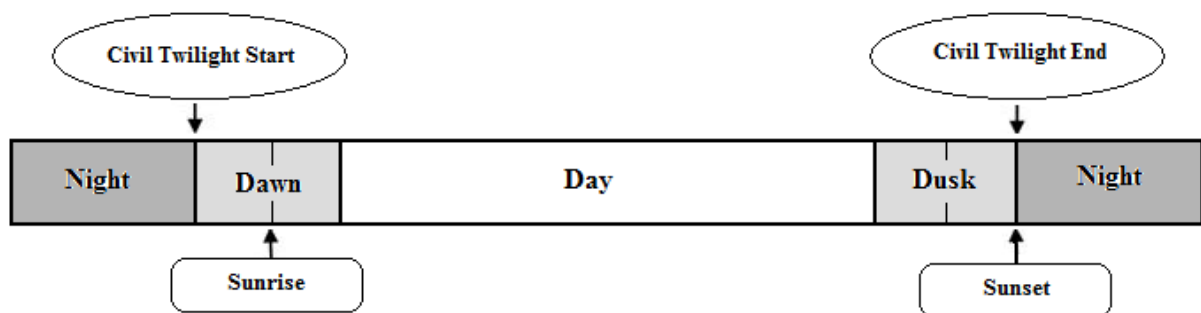 Civil Twilight Start
Civil Twilight End
Night
Dawn
Day
Dusk
Night
Sunrise
Sunset